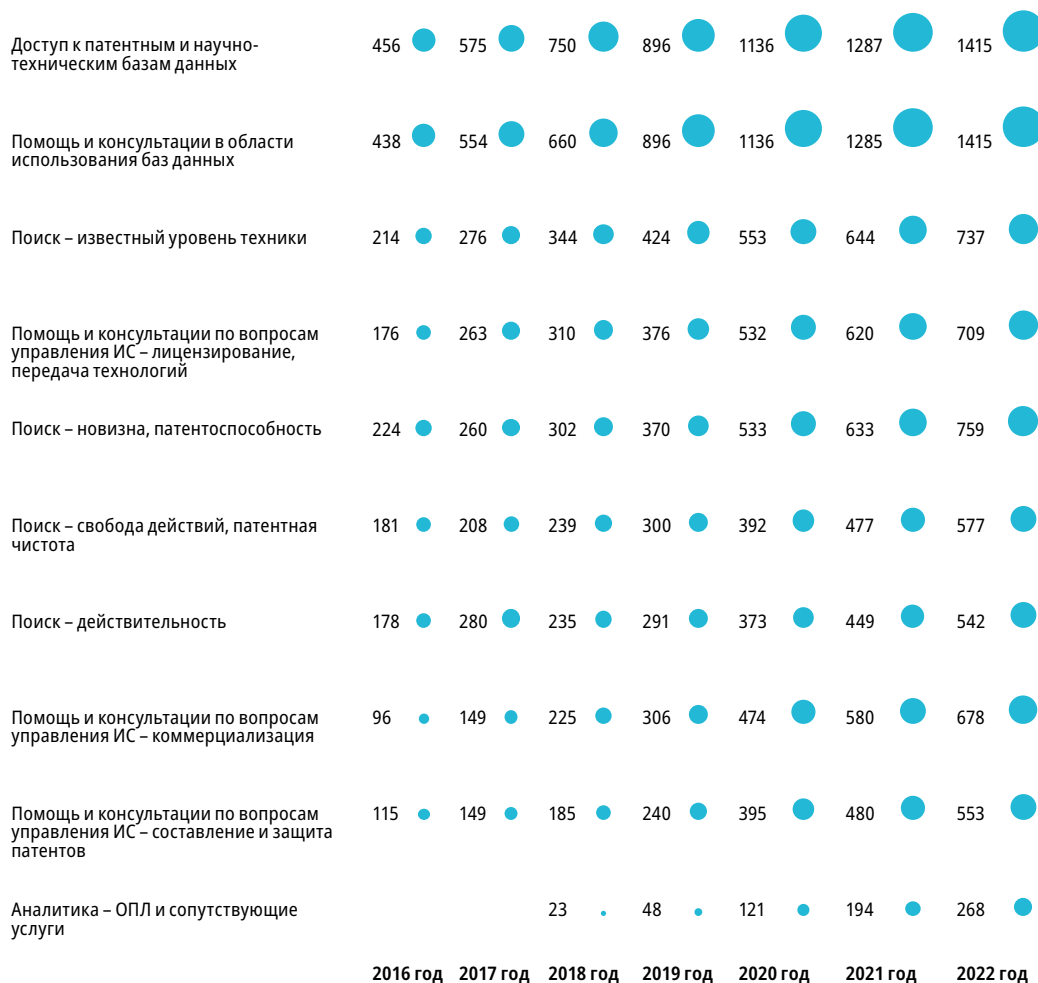 Доступ к патентным и научно-
техническим базам данных
456 575 750 896 1136 1287 1415
Помощь и консультации в области
использования баз данных
438 554 660 896 1136 1285 1415
Поиск – известный уровень техники
214 276 344 424 553 644 737
Помощь и консультации по вопросам
управления ИС – лицензирование,
передача технологий
176 263 310 376 532 620 709
Поиск – новизна, патентоспособность
224 260 302 370 533 633 759
Поиск – свобода действий, патентная
чистота
181 208 239 300 392 477 577
Поиск – действительность
178 280 235 291 373 449 542
Помощь и консультации по вопросам
управления ИС – коммерциализация
96 149 225 306 474 580 678
Помощь и консультации по вопросам
управления ИС – составление и защита
патентов
115 149 185 240 395 480 553
Аналитика – ОПЛ и сопутствующие
услуги
23 48 121 194 268
2016 год 2017 год 2018 год 2019 год 2020 год 2021 год 2022 год